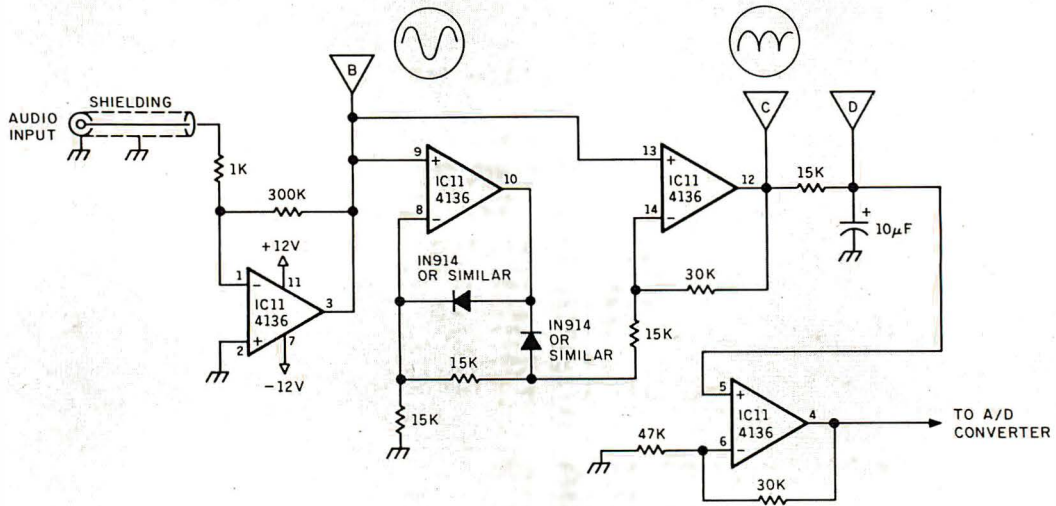 B
C
D
SHIELDING
AUDIO
INPUT
1K
300K
+12V
11
1
-
IC11
4136
3
+
2
7
-12V
9
+
IC11
4136
10
8
-
IN914
OR SIMILAR
IN914
OR
SIMILAR
15K
15K
13
+
IC11
4136
12
14
-
30K
15K
15K
+
10µF
5
+
IC11
4136
4
6
-
47K
30K
TO A/D
CONVERTER